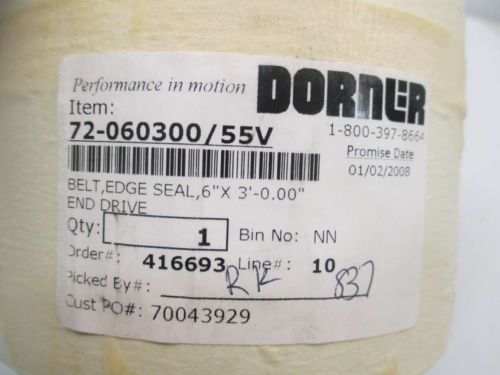 Performance in motion DORNER
Item: 1-800-397-8664
72-060300/55V Promise Date
01/02/2008
BELT,EDGE SEAL,6"X 3'-0.00"
END DRIVE
Qty: 1 Bin No: NN
Order#: 416693 Line#: 10
Picked By#: RK 837
Cust PO#: 70043929